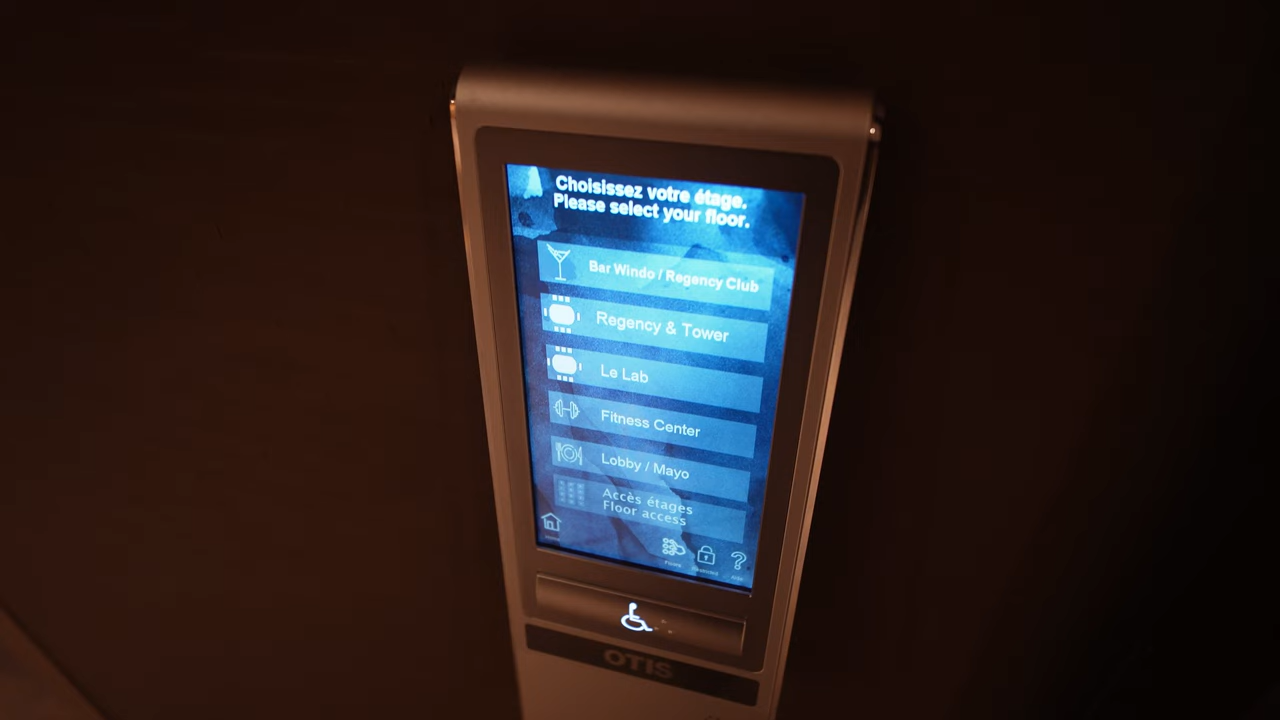 Choisissez votre étage.
Please select your floor.
Bar Windo / Regency Club
Regency & Tower
Le Lab
Fitness Center
Lobby / Mayo
Accès étages
Floor access
OTIS